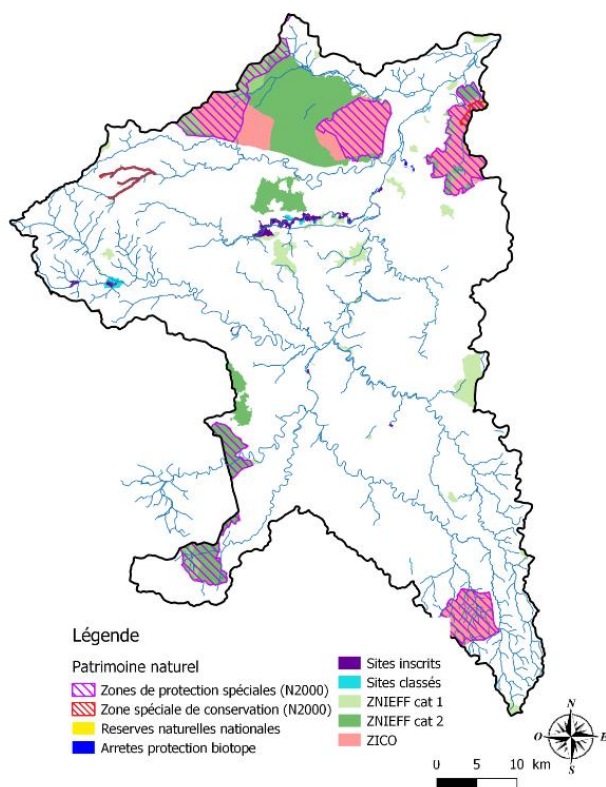 Légende
Patrimoine naturel
Zones de protection spéciales (N2000)
Zone spéciale de conservation (N2000)
Reserves naturelles nationales
Arretes protection biotope
Sites inscrits
Sites classés
ZNIEFF cat 1
ZNIEFF cat 2
ZICO
N
O
E
S
0 5 10 km